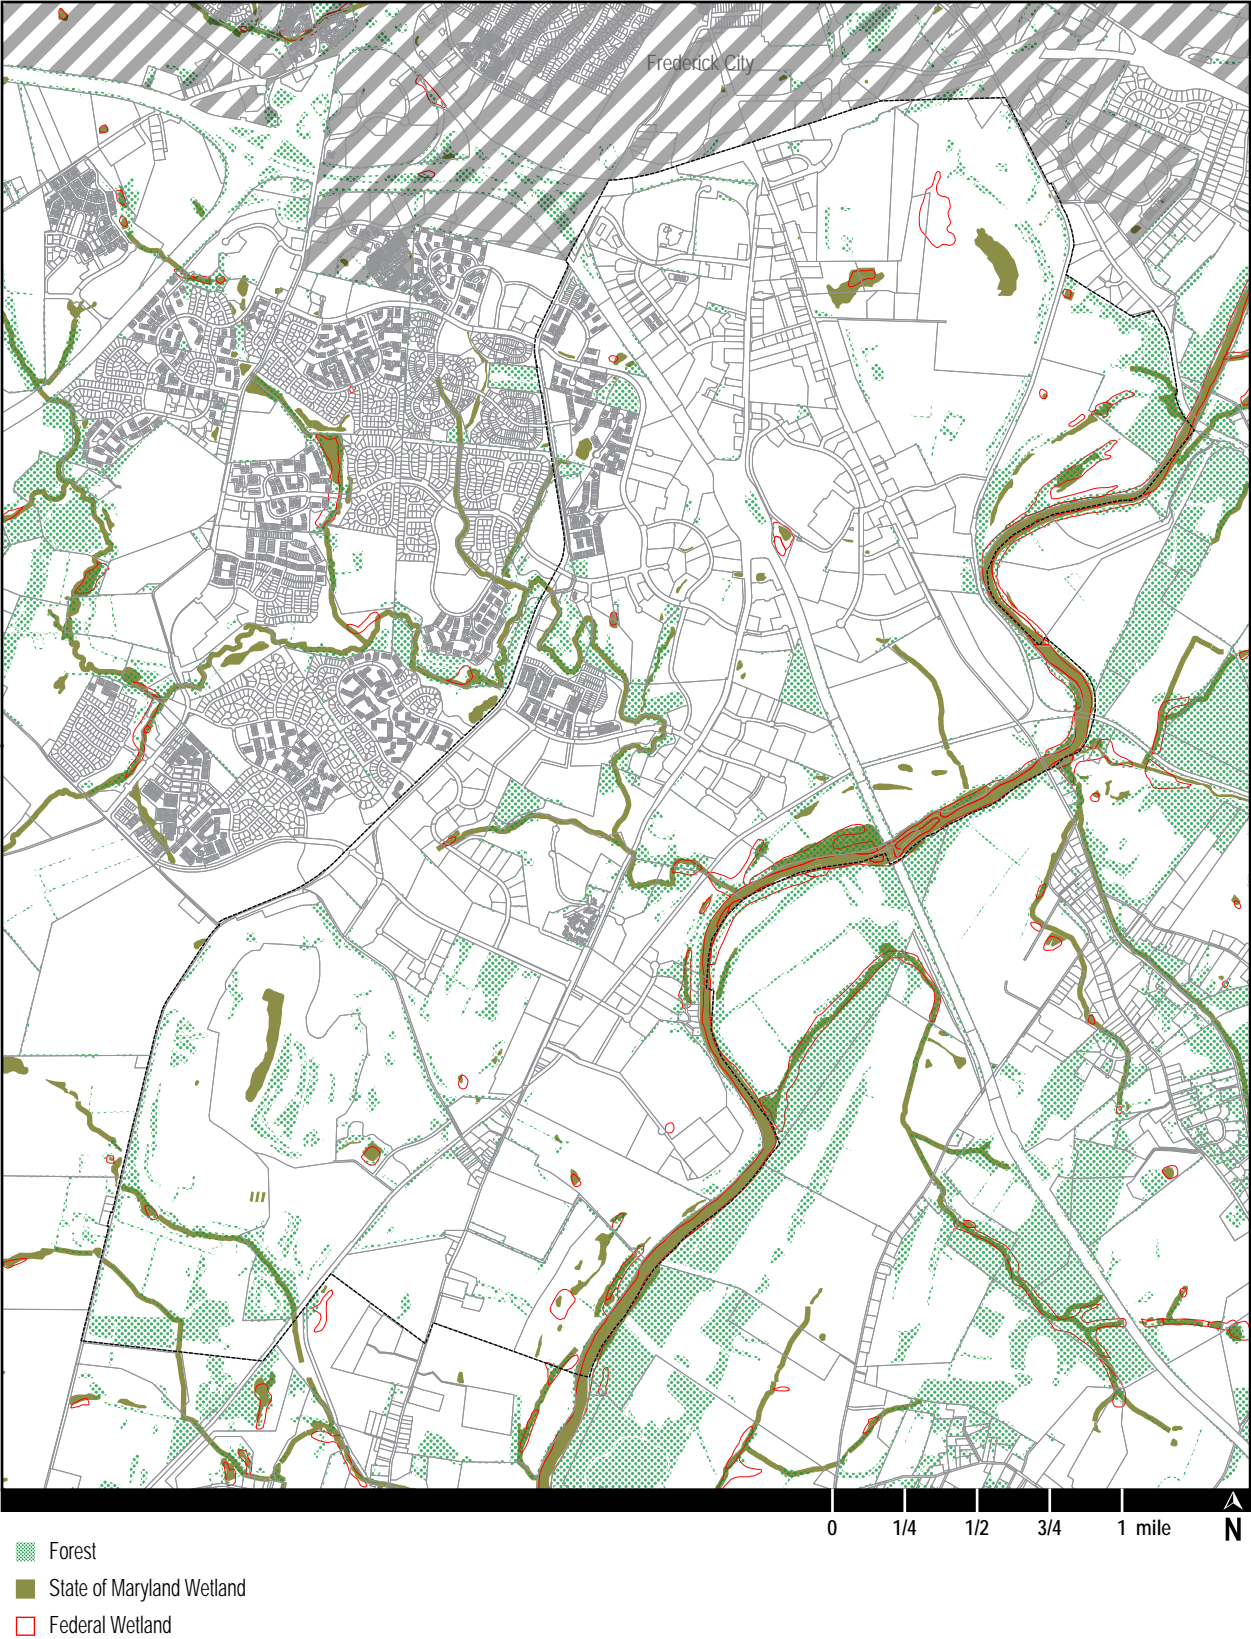 Frederick City
0 1/4 1/2 3/4 1 mile
N
Forest
State of Maryland Wetland
Federal Wetland